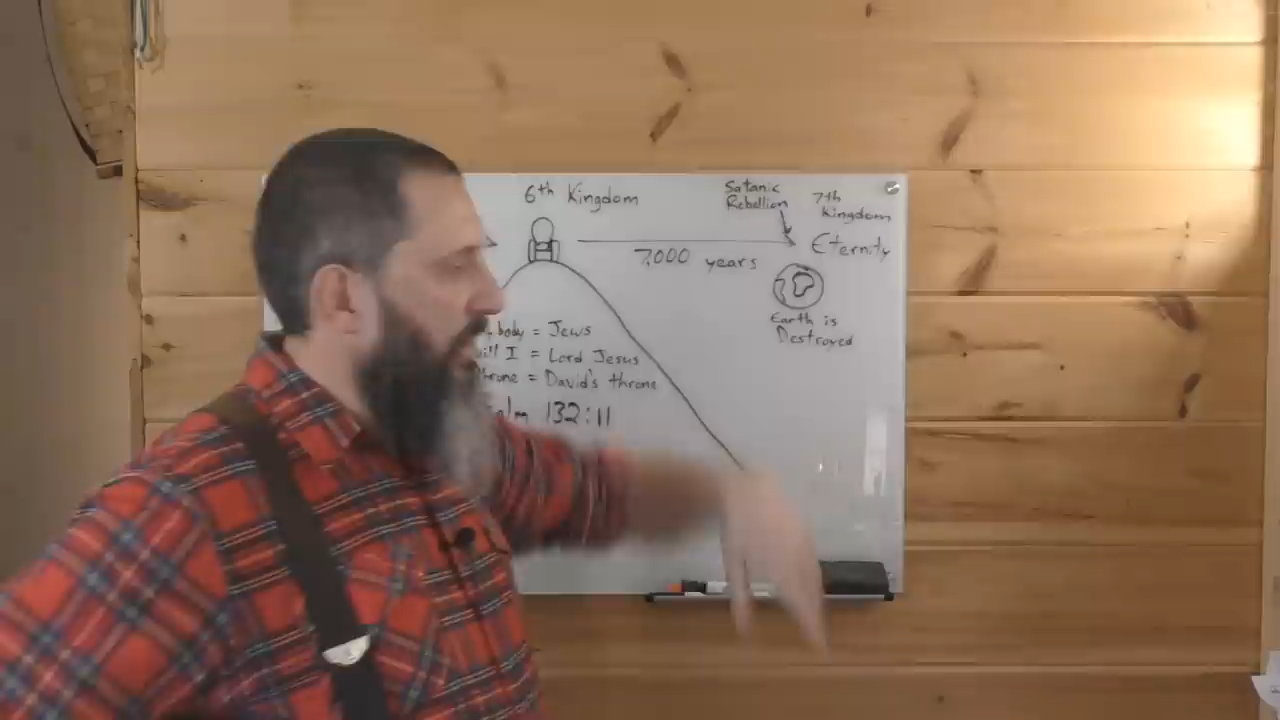 6th Kingdom
Satanic
Rebellion
7th
Kingdom
7,000 years
Eternity
Earth is
Destroyed
body = Jews
I = Lord Jesus
throne = David's throne
132:11